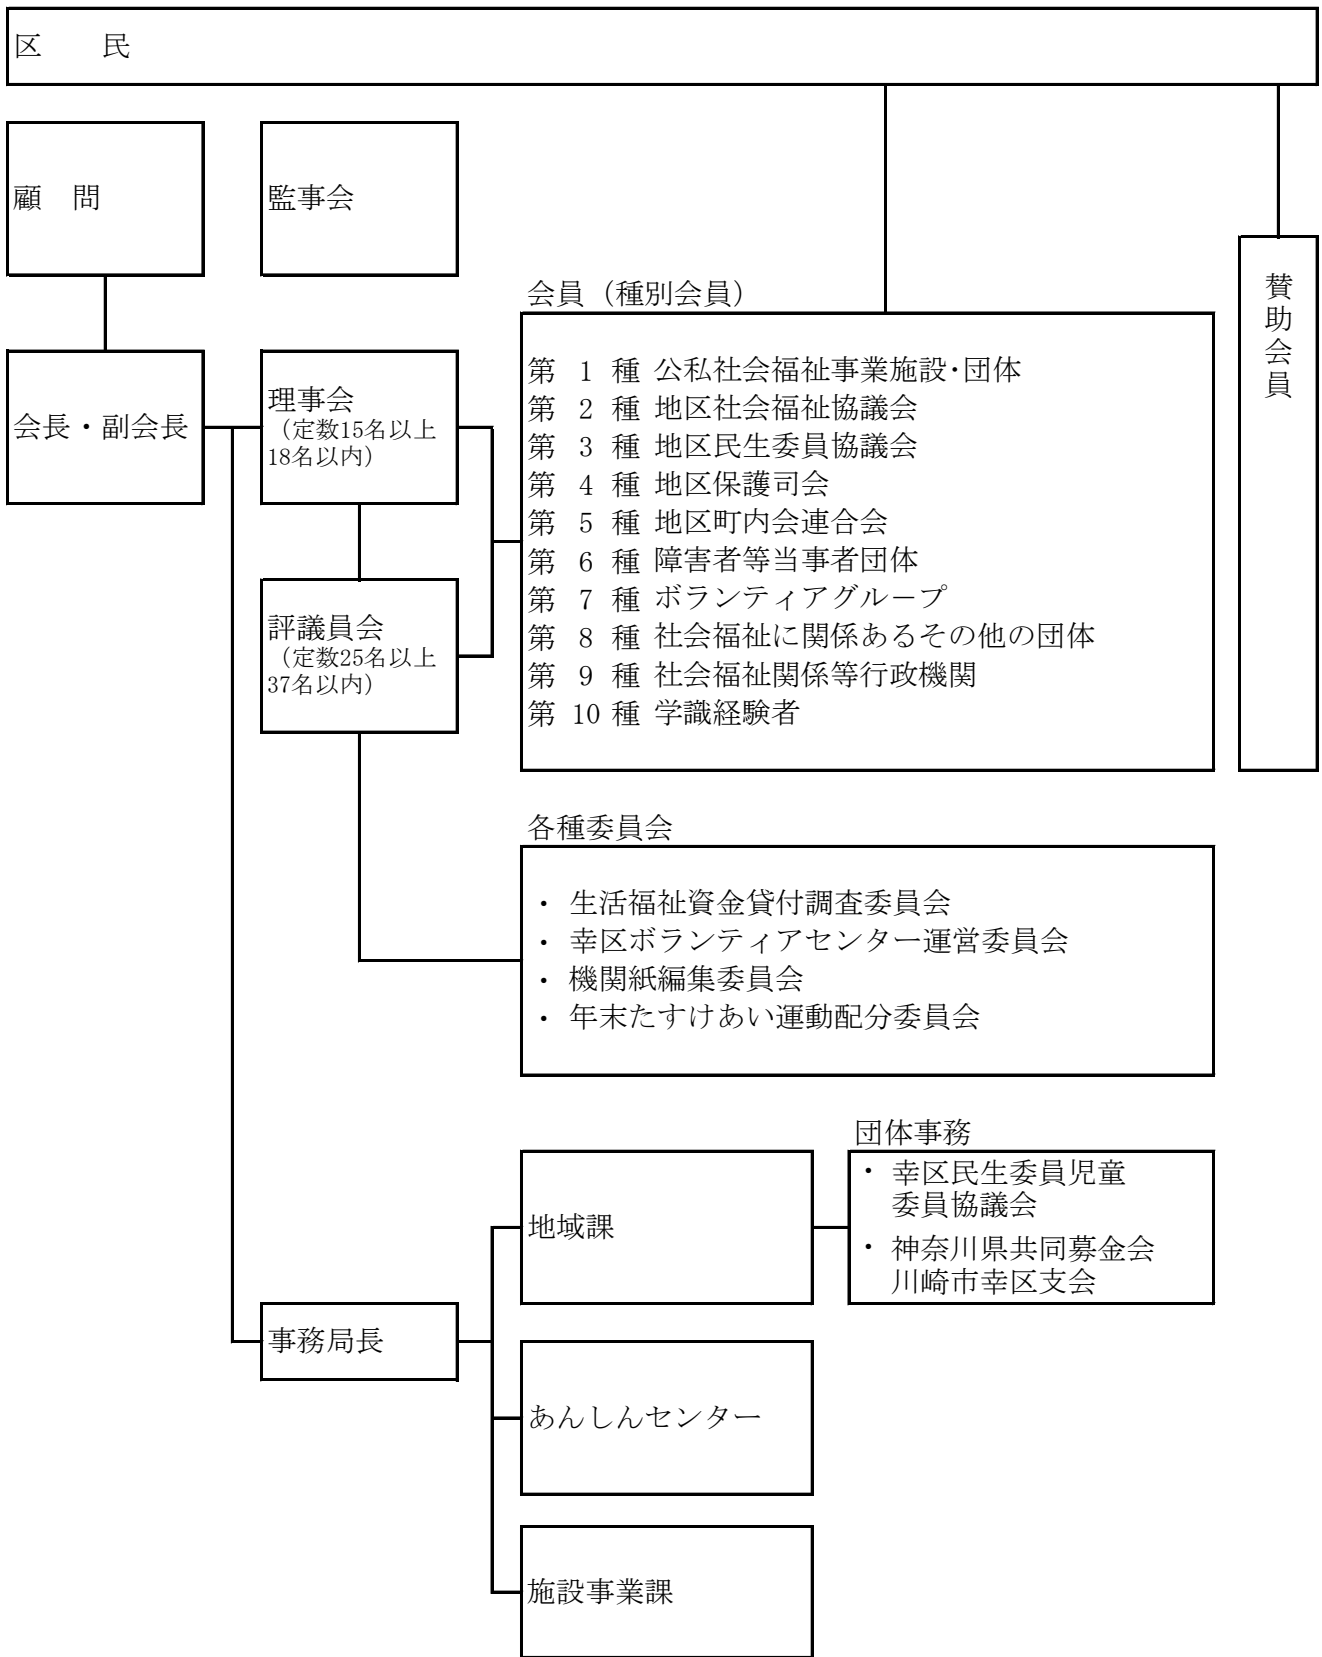 区　民
顧　問
監事会
賛助会員
会員（種別会員）
会長・副会長
理事会
（定数15名以上
18名以内）
評議員会
（定数25名以上
37名以内）
第 1 種 公私社会福祉事業施設・団体
第 2 種 地区社会福祉協議会
第 3 種 地区民生委員協議会
第 4 種 地区保護司会
第 5 種 地区町内会連合会
第 6 種 障害者等当事者団体
第 7 種 ボランティアグループ
第 8 種 社会福祉に関係あるその他の団体
第 9 種 社会福祉関係等行政機関
第 10 種 学識経験者
各種委員会
・ 生活福祉資金貸付調査委員会
・ 幸区ボランティアセンター運営委員会
・ 機関紙編集委員会
・ 年末たすけあい運動配分委員会
事務局長
地域課
団体事務
・ 幸区民生委員児童
委員協議会
・ 神奈川県共同募金会
川崎市幸区支会
あんしんセンター
施設事業課